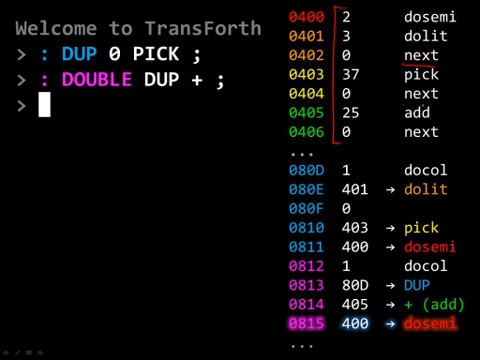 Welcome to TransForth
> : DUP 0 PICK ;
> : DOUBLE DUP + ;
>
0400 2 dosemi
0401 3 dolit
0402 0 next
0403 37 pick
0404 0 next
0405 25 add
0406 0 next
...
080D 1 docol
080E 401 → dolit
080F 0
0810 403 → pick
0811 400 → dosemi
0812 1 docol
0813 80D → DUP
0814 405 → + (add)
0815 400 → dosemi
...